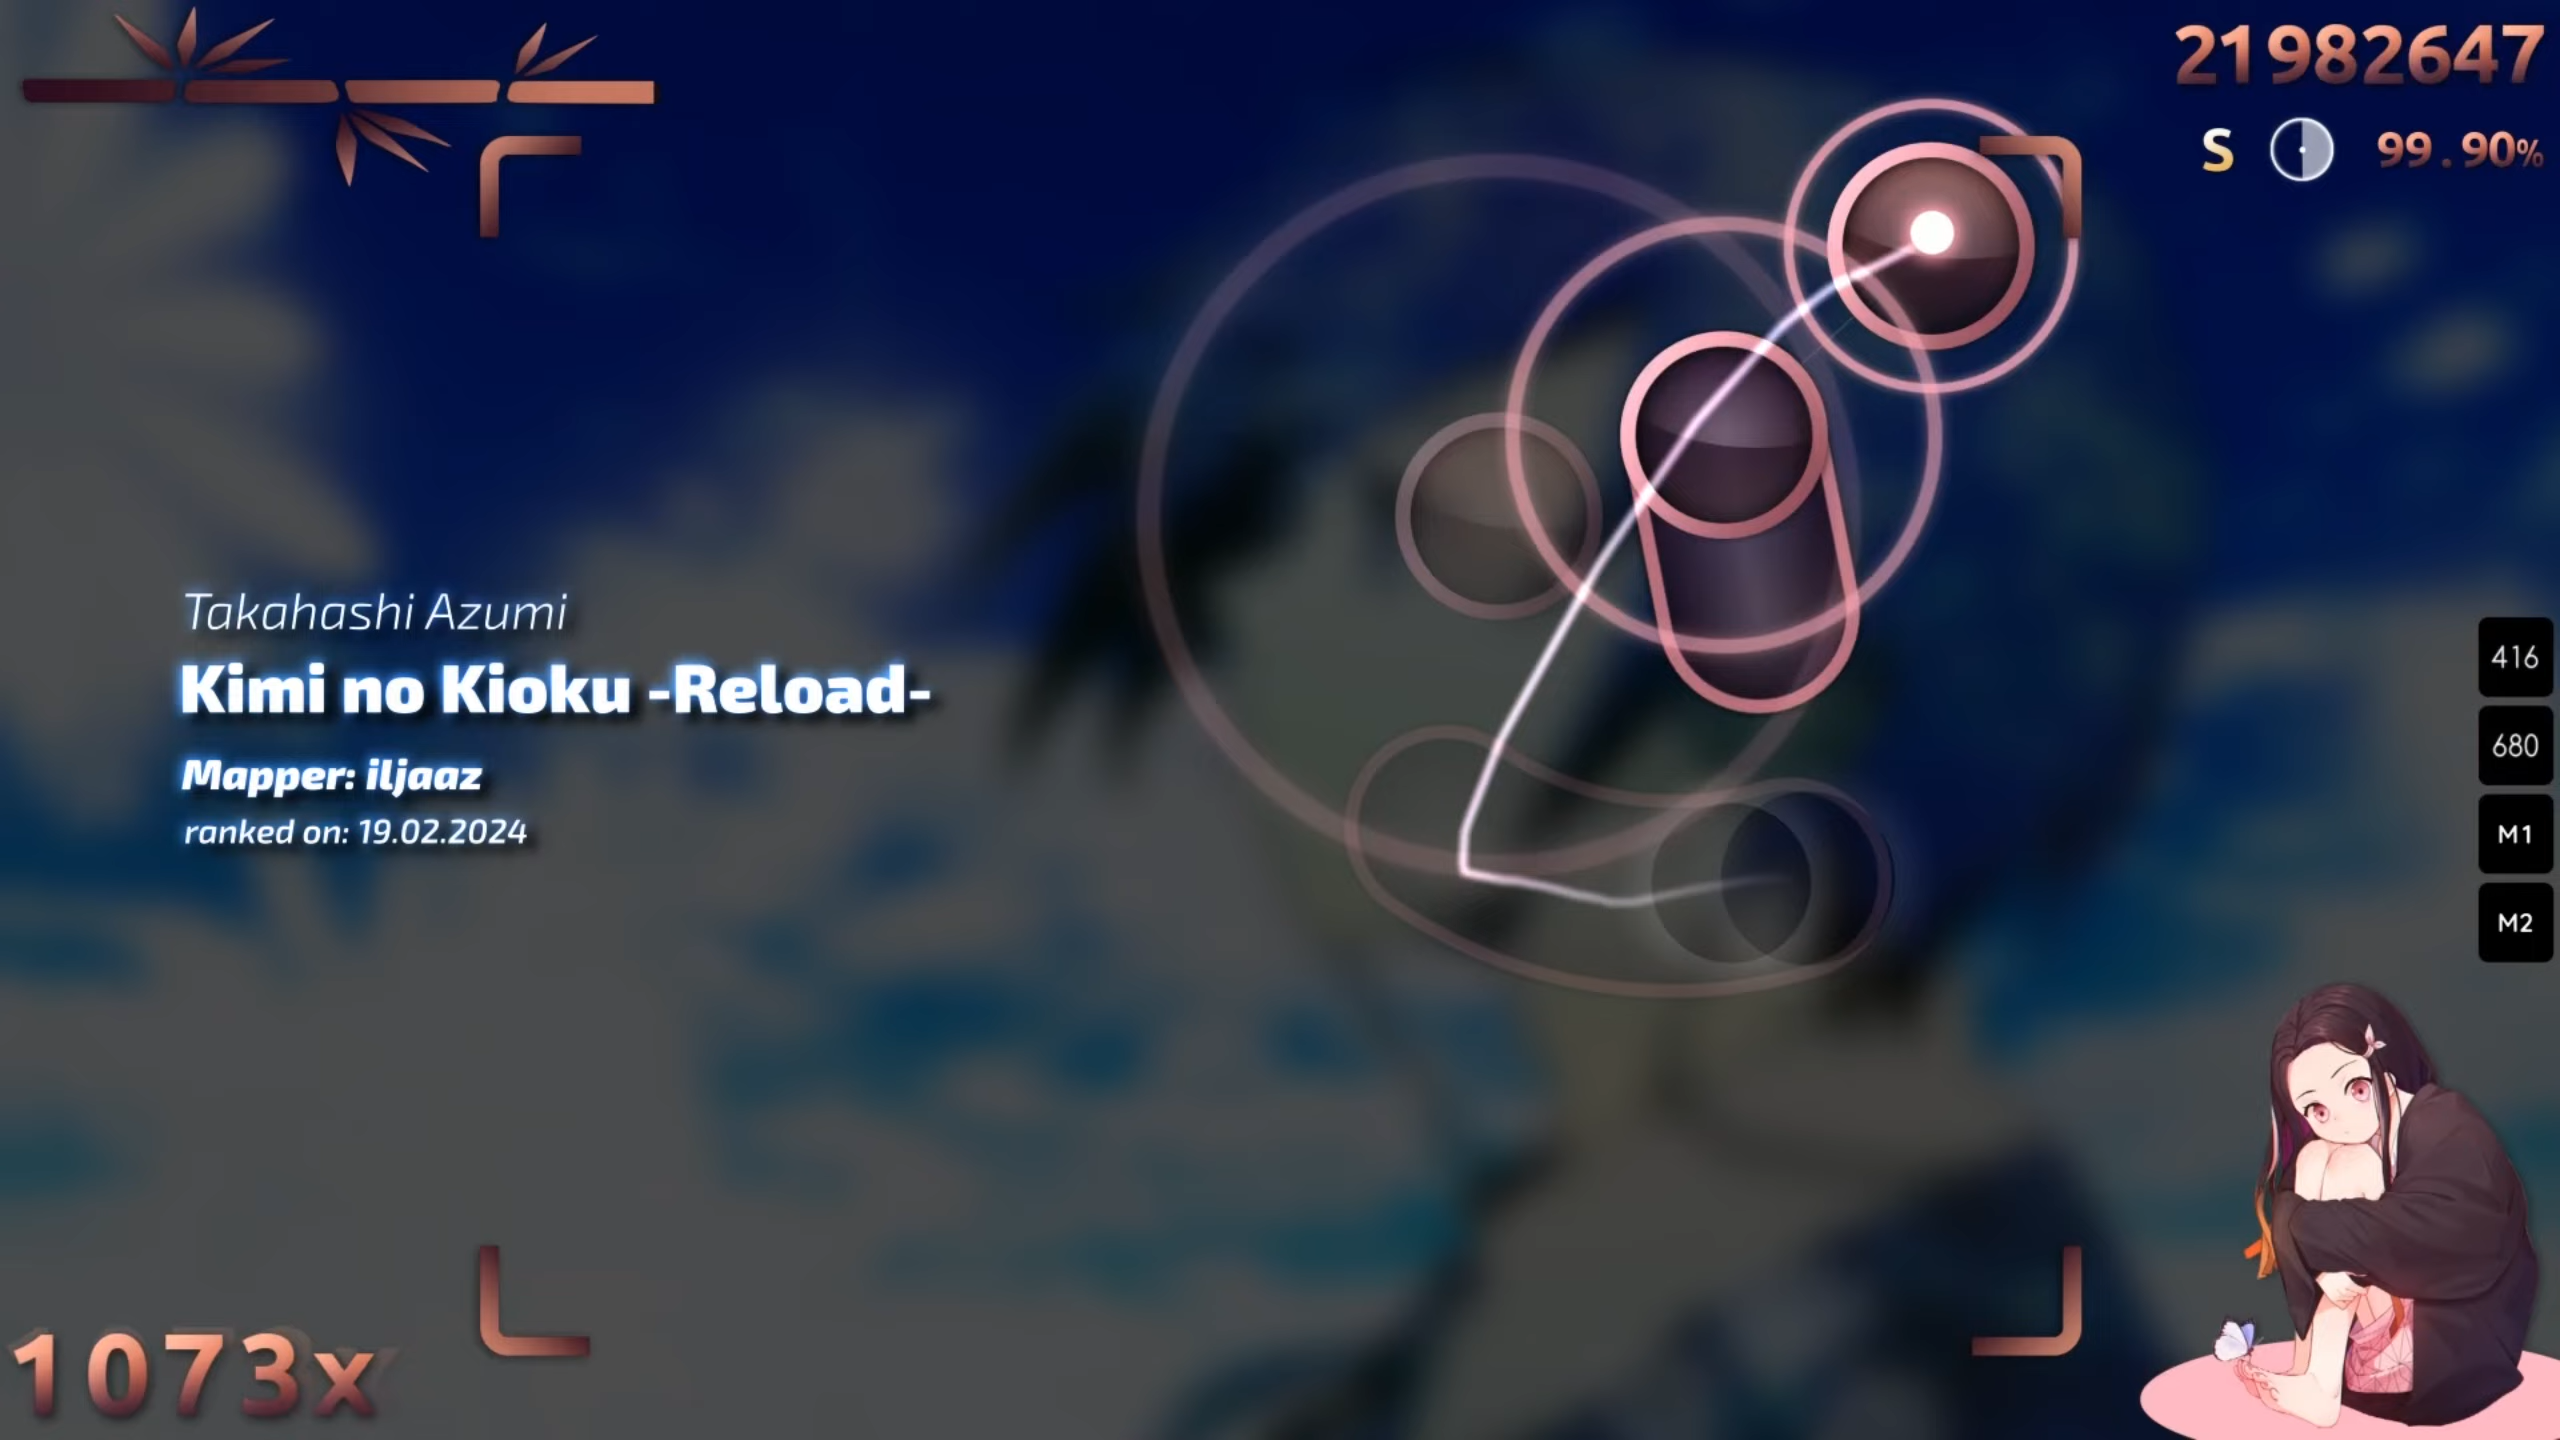 21982647
S 99.90%
Takahashi Azumi
Kimi no Kioku -Reload-
Mapper: iljaaz
ranked on: 19.02.2024
416
680
M1
M2
1073x